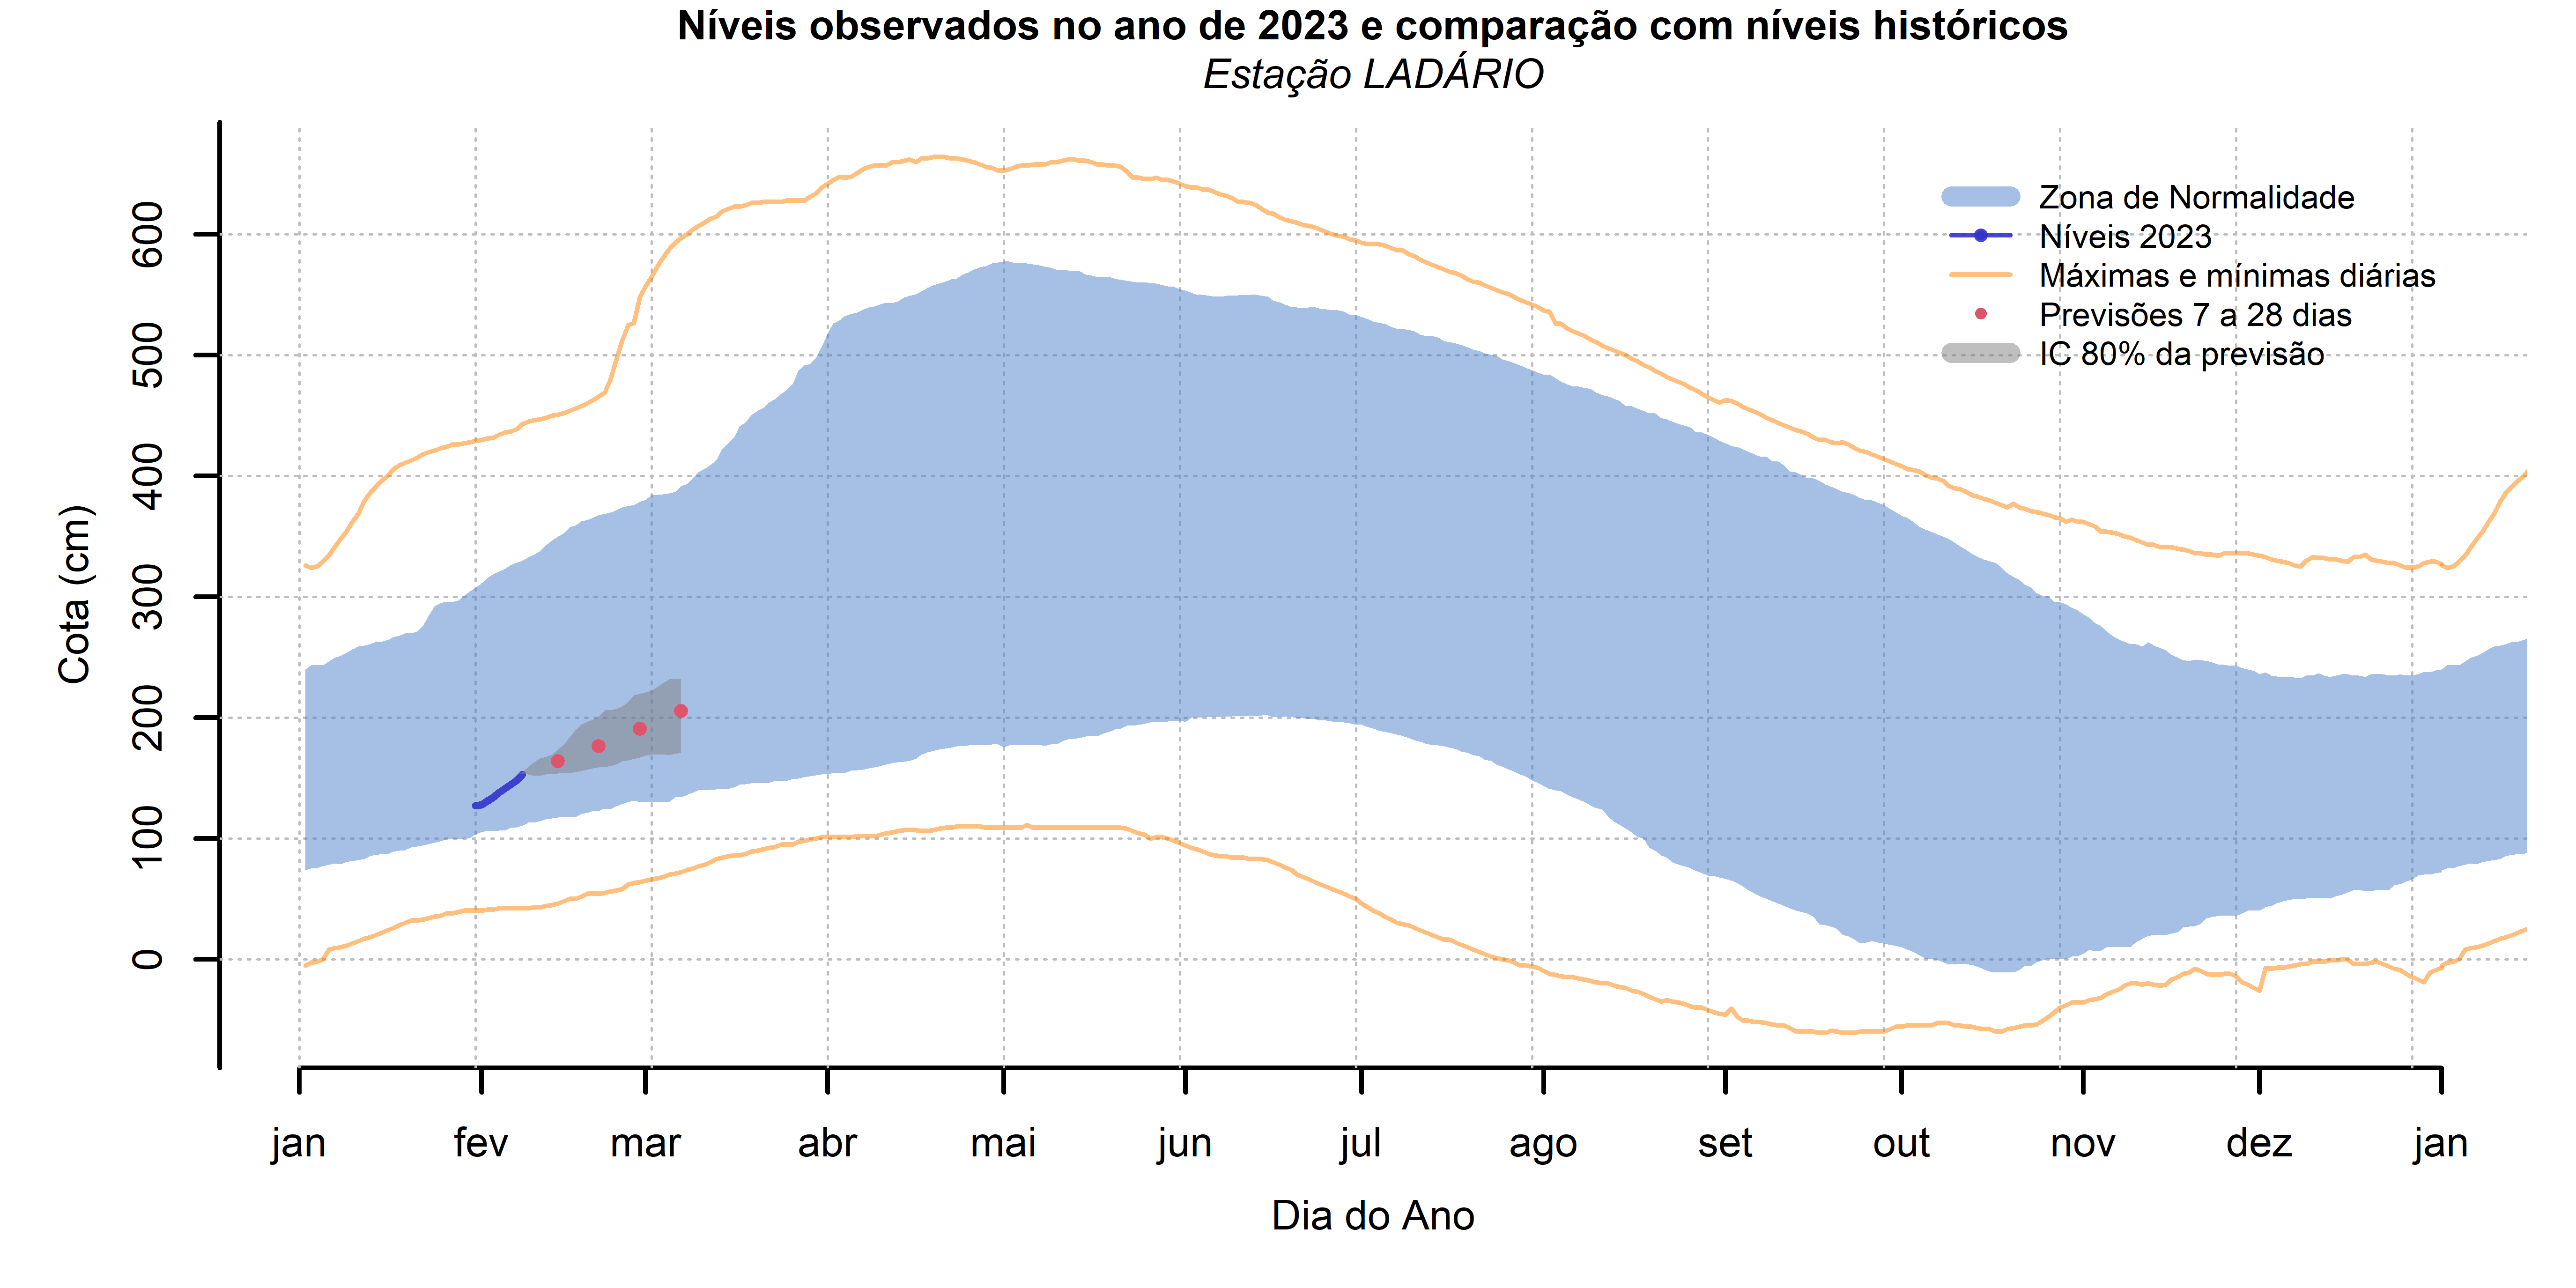 Níveis observados no ano de 2023 e comparação com níveis históricos
Estação LADÁRIO
Cota (cm)
600
500
400
300
200
100
0
Zona de Normalidade
Níveis 2023
Máximas e mínimas diárias
Previsões 7 a 28 dias
IC 80% da previsão
jan fev mar abr mai jun jul ago set out nov dez jan
Dia do Ano